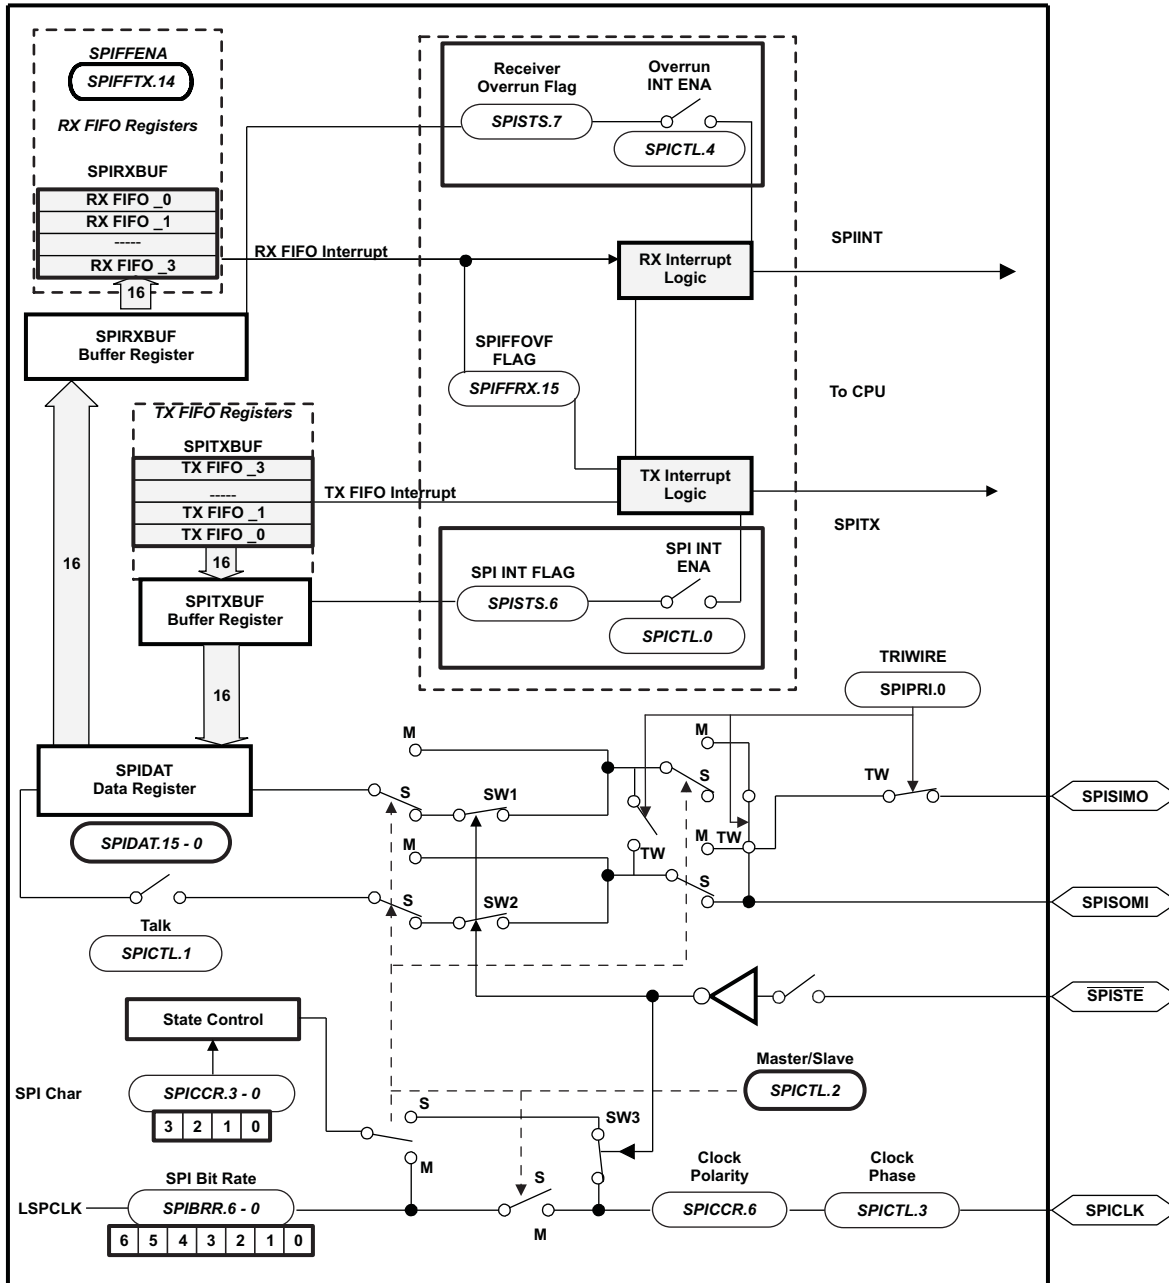 SPIFFENA
SPIFFTX.14
RX FIFO Registers
SPIRXBUF
RX FIFO _0
RX FIFO _1
-----
RX FIFO _3
16
SPIRXBUF
Buffer Register
RX FIFO Interrupt
Receiver
Overrun Flag
SPISTS.7
Overrun
INT ENA
SPICTL.4
RX Interrupt
Logic
SPIINT
SPIFFOVF
FLAG
SPIFFRX.15
To CPU
TX FIFO Registers
SPITXBUF
TX FIFO _3
-----
TX FIFO _1
TX FIFO _0
16
SPITXBUF
Buffer Register
TX FIFO Interrupt
TX Interrupt
Logic
SPITX
SPI INT FLAG
SPISTS.6
SPI INT
ENA
SPICTL.0
16
16
TRIWIRE
SPIPRI.0
SPIDAT
Data Register
SPIDAT.15 - 0
M
S
SW1
M
S
TW
TW
SPISIMO
M
S
SW2
TW
M
S
SPISOMI
Talk
SPICTL.1
SPISTE
State Control
Master/Slave
SPICTL.2
SPI Char
SPICCR.3 - 0
3 2 1 0
S
M
SW3
SPI Bit Rate
LSPCLK
SPIBRR.6 - 0
6 5 4 3 2 1 0
S
M
Clock
Polarity
SPICCR.6
Clock
Phase
SPICTL.3
SPICLK